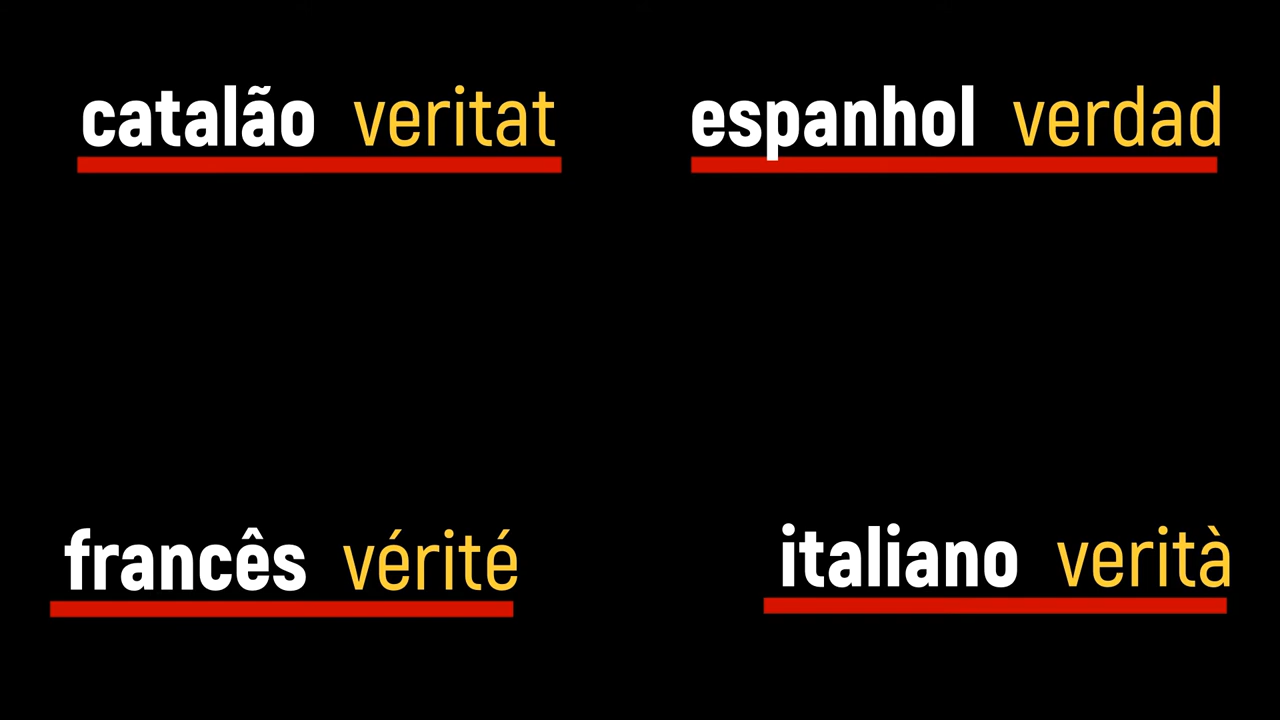 catalão veritat
espanhol verdad
francês vérité
italiano verità